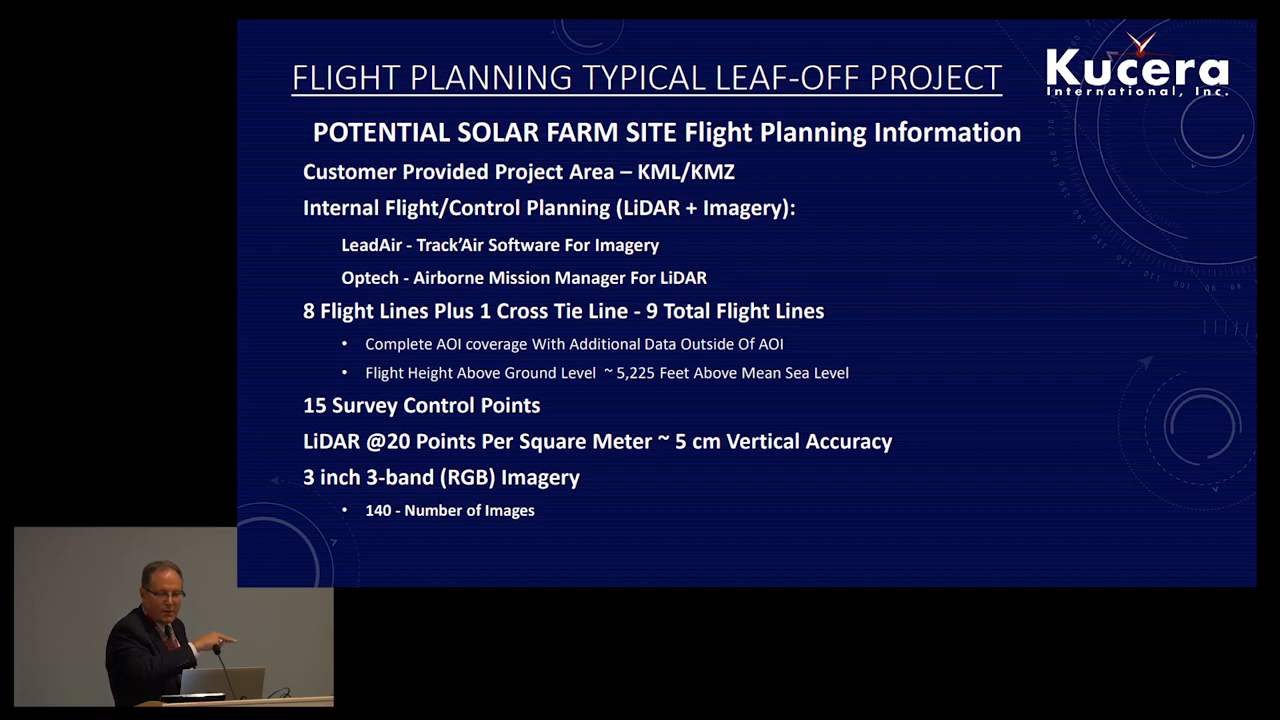 FLIGHT PLANNING TYPICAL LEAF-OFF PROJECT
Kucera
International, Inc.
POTENTIAL SOLAR FARM SITE Flight Planning Information
Customer Provided Project Area – KML/KMZ
Internal Flight/Control Planning (LiDAR + Imagery):
LeadAir - Track’Air Software For Imagery
Optech - Airborne Mission Manager For LiDAR
8 Flight Lines Plus 1 Cross Tie Line - 9 Total Flight Lines
• Complete AOI coverage With Additional Data Outside Of AOI
• Flight Height Above Ground Level ~ 5,225 Feet Above Mean Sea Level
15 Survey Control Points
LiDAR @20 Points Per Square Meter ~ 5 cm Vertical Accuracy
3 inch 3-band (RGB) Imagery
• 140 - Number of Images